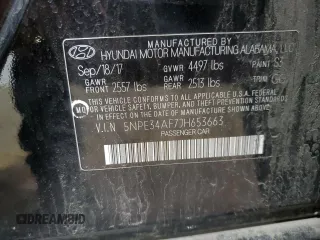 MANUFACTURED BY
HYUNDAI MOTOR MANUFACTURING ALABAMA, LLC
Sep/18/17 GVWR 4497 lbs PAINT S3
GAWR FRONT 2557 lbs GAWR REAR 2513 lbs
THIS VEHICLE CONFORMS TO ALL APPLICABLE
U.S.A. FEDERAL MOTOR VEHICLE
SAFETY, BUMPER, AND THEFT
PREVENTION STANDARDS IN EFFECT ON THE
DATE OF MANUFACTURE SHOWN ABOVE.
V.I.N 5NPE34AF7JH653663
PASSENGER CAR
U.S.A
DREAMBID